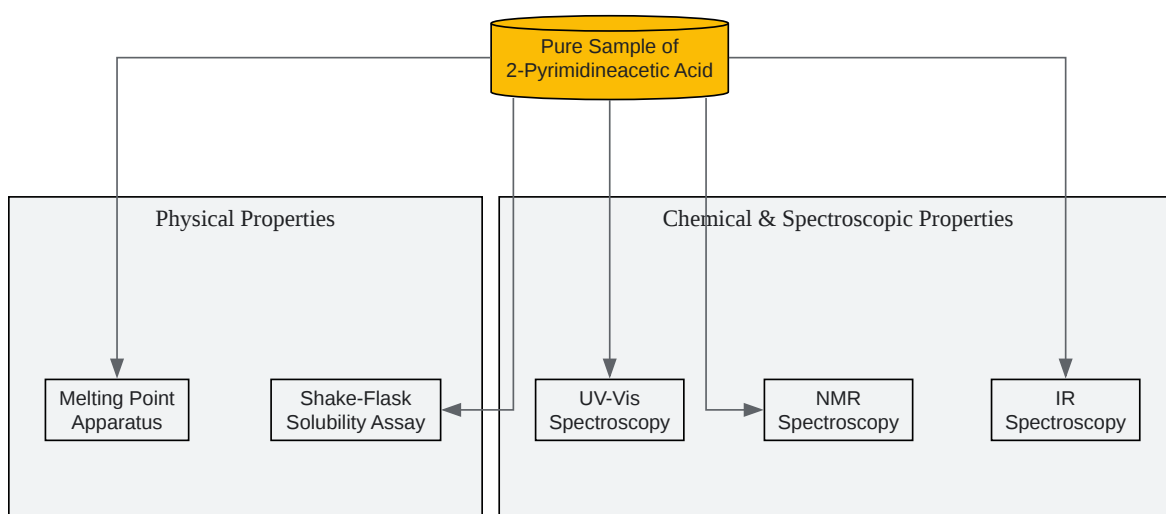 Pure Sample of
2-Pyrimidineacetic Acid
Physical Properties
Chemical & Spectroscopic Properties
Melting Point
Apparatus
Shake-Flask
Solubility Assay
UV-Vis
Spectroscopy
NMR
Spectroscopy
IR
Spectroscopy